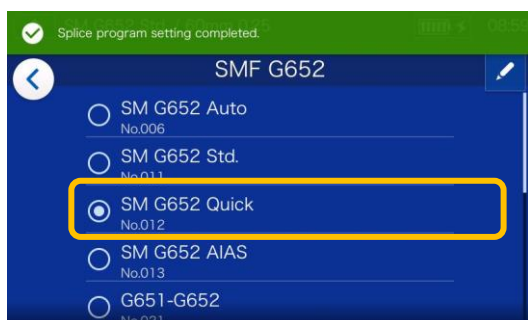 Splice program setting completed.
SMF G652
SM G652 Auto
No.006
SM G652 Std.
No.011
SM G652 Quick
No.012
SM G652 AIAS
No.013
G651-G652